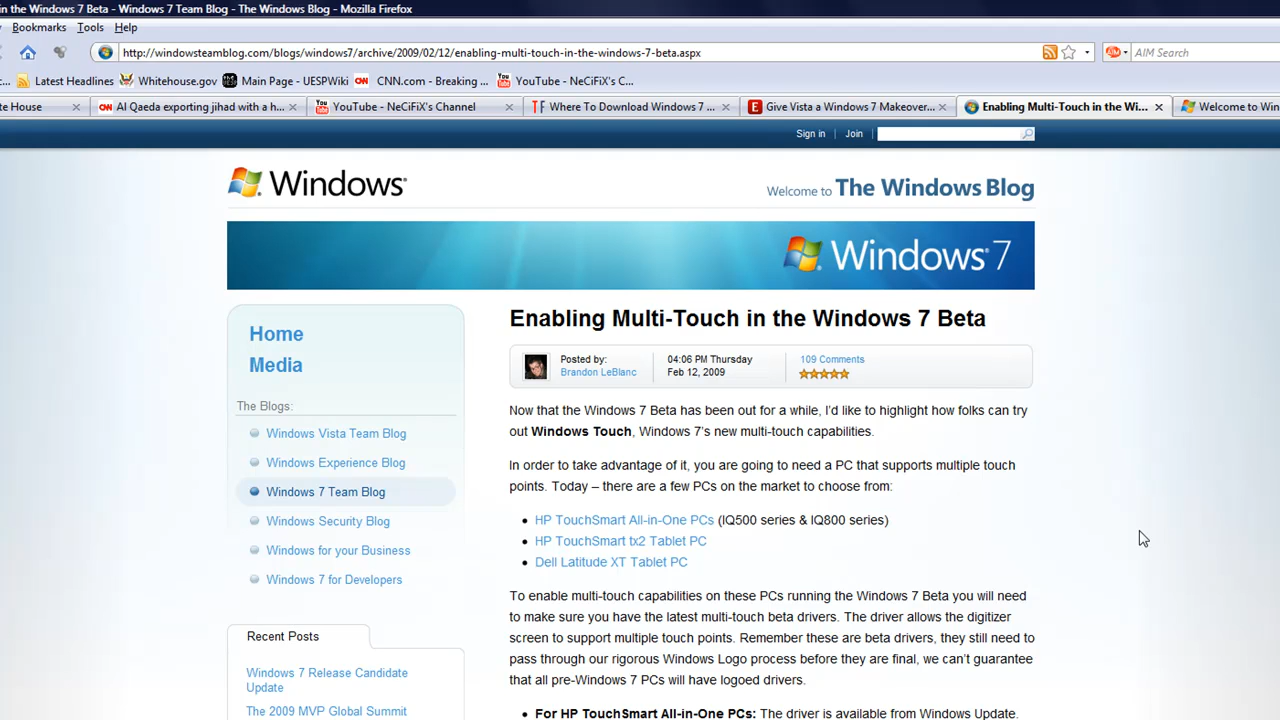 in the Windows 7 Beta - Windows 7 Team Blog - The Windows Blog - Mozilla Firefox
Bookmarks Tools Help
http://windowsteamblog.com/blogs/windows7/archive/2009/02/12/enabling-multi-touch-in-the-windows-7-beta.aspx
AIM AIM Search
Latest Headlines Whitehouse.gov Main Page - UESPWiki CNN CNN.com - Breaking ... You Tube YouTube - NeCiFiX's C...
te House CNN Al Qaeda exporting jihad with a h... You Tube YouTube - NeCiFiX's Channel TF Where To Download Windows 7 ... E Give Vista a Windows 7 Makeover... Enabling Multi-Touch in the Wi... Welcome to Win
Sign in | Join
Windows
Welcome to The Windows Blog
Windows 7
Home
Media
The Blogs:
Windows Vista Team Blog
Windows Experience Blog
Windows 7 Team Blog
Windows Security Blog
Windows for your Business
Windows 7 for Developers
Recent Posts
Windows 7 Release Candidate
Update
The 2009 MVP Global Summit
Enabling Multi-Touch in the Windows 7 Beta
Posted by:
Brandon LeBlanc
04:06 PM Thursday
Feb 12, 2009
109 Comments
Now that the Windows 7 Beta has been out for a while, I'd like to highlight how folks can try
out Windows Touch, Windows 7's new multi-touch capabilities.
In order to take advantage of it, you are going to need a PC that supports multiple touch
points. Today – there are a few PCs on the market to choose from:
• HP TouchSmart All-in-One PCs (IQ500 series & IQ800 series)
• HP TouchSmart tx2 Tablet PC
• Dell Latitude XT Tablet PC
To enable multi-touch capabilities on these PCs running the Windows 7 Beta you will need
to make sure you have the latest multi-touch beta drivers. The driver allows the digitizer
screen to support multiple touch points. Remember these are beta drivers, they still need to
pass through our rigorous Windows Logo process before they are final, we can't guarantee
that all pre-Windows 7 PCs will have logoed drivers.
• For HP TouchSmart All-in-One PCs: The driver is available from Windows Update.